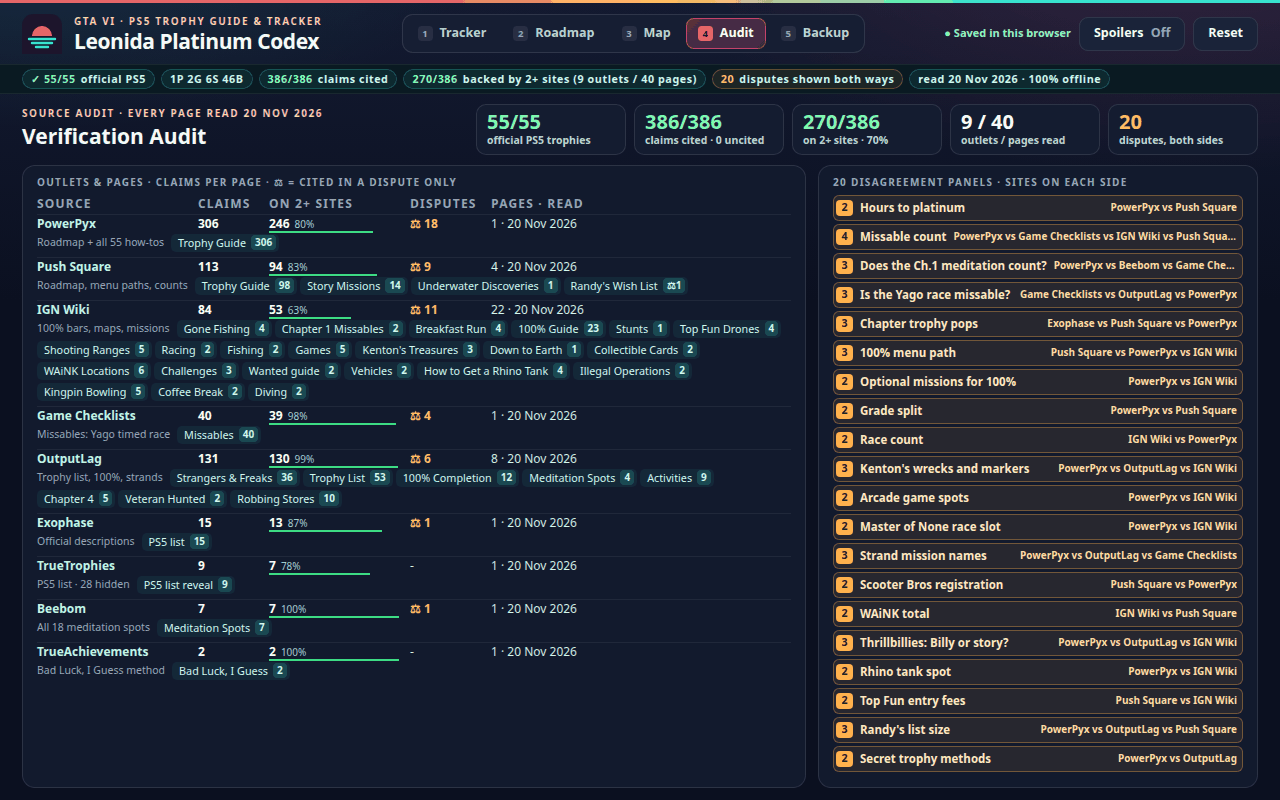 GTA VI · PS5 TROPHY GUIDE & TRACKER
Leonida Platinum Codex
1 Tracker 2 Roadmap 3 Map 4 Audit 5 Backup
● Saved in this browser Spoilers Off Reset
✓ 55/55 official PS5 1P 2G 6S 46B 386/386 claims cited 270/386 backed by 2+ sites (9 outlets / 40 pages) 20 disputes shown both ways read 20 Nov 2026 · 100% offline
SOURCE AUDIT · EVERY PAGE READ 20 NOV 2026
Verification Audit
55/55 official PS5 trophies
386/386 claims cited · 0 uncited
270/386 on 2+ sites · 70%
9 / 40 outlets / pages read
20 disputes, both sides
OUTLETS & PAGES · CLAIMS PER PAGE · ⚖ = CITED IN A DISPUTE ONLY
SOURCE CLAIMS ON 2+ SITES DISPUTES PAGES · READ
PowerPyx 306 246 80% ⚖ 18 1 · 20 Nov 2026
Roadmap + all 55 how-tos Trophy Guide 306
Push Square 113 94 83% ⚖ 9 4 · 20 Nov 2026
Roadmap, menu paths, counts Trophy Guide 98 Story Missions 14 Underwater Discoveries 1 Randy's Wish List ⚖1
IGN Wiki 84 53 63% ⚖ 11 22 · 20 Nov 2026
100% bars, maps, missions Gone Fishing 4 Chapter 1 Missables 2 Breakfast Run 4 100% Guide 23 Stunts 1 Top Fun Drones 4
Shooting Ranges 5 Racing 2 Fishing 2 Games 5 Kenton's Treasures 3 Down to Earth 1 Collectible Cards 2
WAiNK Locations 6 Challenges 3 Wanted guide 2 Vehicles 2 How to Get a Rhino Tank 4 Illegal Operations 2
Kingpin Bowling 5 Coffee Break 2 Diving 2
Game Checklists 40 39 98% ⚖ 4 1 · 20 Nov 2026
Missables: Yago timed race Missables 40
OutputLag 131 130 99% ⚖ 6 8 · 20 Nov 2026
Trophy list, 100%, strands Strangers & Freaks 36 Trophy List 53 100% Completion 12 Meditation Spots 4 Activities 9
Chapter 4 5 Veteran Hunted 2 Robbing Stores 10
Exophase 15 13 87% ⚖ 1 1 · 20 Nov 2026
Official descriptions PS5 list 15
TrueTrophies 9 7 78% - 1 · 20 Nov 2026
PS5 list · 28 hidden PS5 list reveal 9
Beebom 7 7 100% ⚖ 1 1 · 20 Nov 2026
All 18 meditation spots Meditation Spots 7
TrueAchievements 2 2 100% - 1 · 20 Nov 2026
Bad Luck, I Guess method Bad Luck, I Guess 2
20 DISAGREEMENT PANELS · SITES ON EACH SIDE
2 Hours to platinum PowerPyx vs Push Square
4 Missable count PowerPyx vs Game Checklists vs IGN Wiki vs Push Squa...
3 Does the Ch.1 meditation count? PowerPyx vs Beebom vs Game Che...
3 Is the Yago race missable? Game Checklists vs OutputLag vs PowerPyx
3 Chapter trophy pops Exophase vs Push Square vs PowerPyx
3 100% menu path Push Square vs PowerPyx vs IGN Wiki
2 Optional missions for 100% PowerPyx vs IGN Wiki
2 Grade split PowerPyx vs Push Square
2 Race count IGN Wiki vs PowerPyx
3 Kenton's wrecks and markers PowerPyx vs OutputLag vs IGN Wiki
2 Arcade game spots PowerPyx vs IGN Wiki
2 Master of None race slot PowerPyx vs IGN Wiki
3 Strand mission names PowerPyx vs OutputLag vs Game Checklists
2 Scooter Bros registration Push Square vs PowerPyx
2 WAiNK total IGN Wiki vs Push Square
3 Thrillbillies: Billy or story? PowerPyx vs OutputLag vs IGN Wiki
2 Rhino tank spot PowerPyx vs IGN Wiki
2 Top Fun entry fees Push Square vs IGN Wiki
3 Randy's list size PowerPyx vs OutputLag vs Push Square
2 Secret trophy methods PowerPyx vs OutputLag